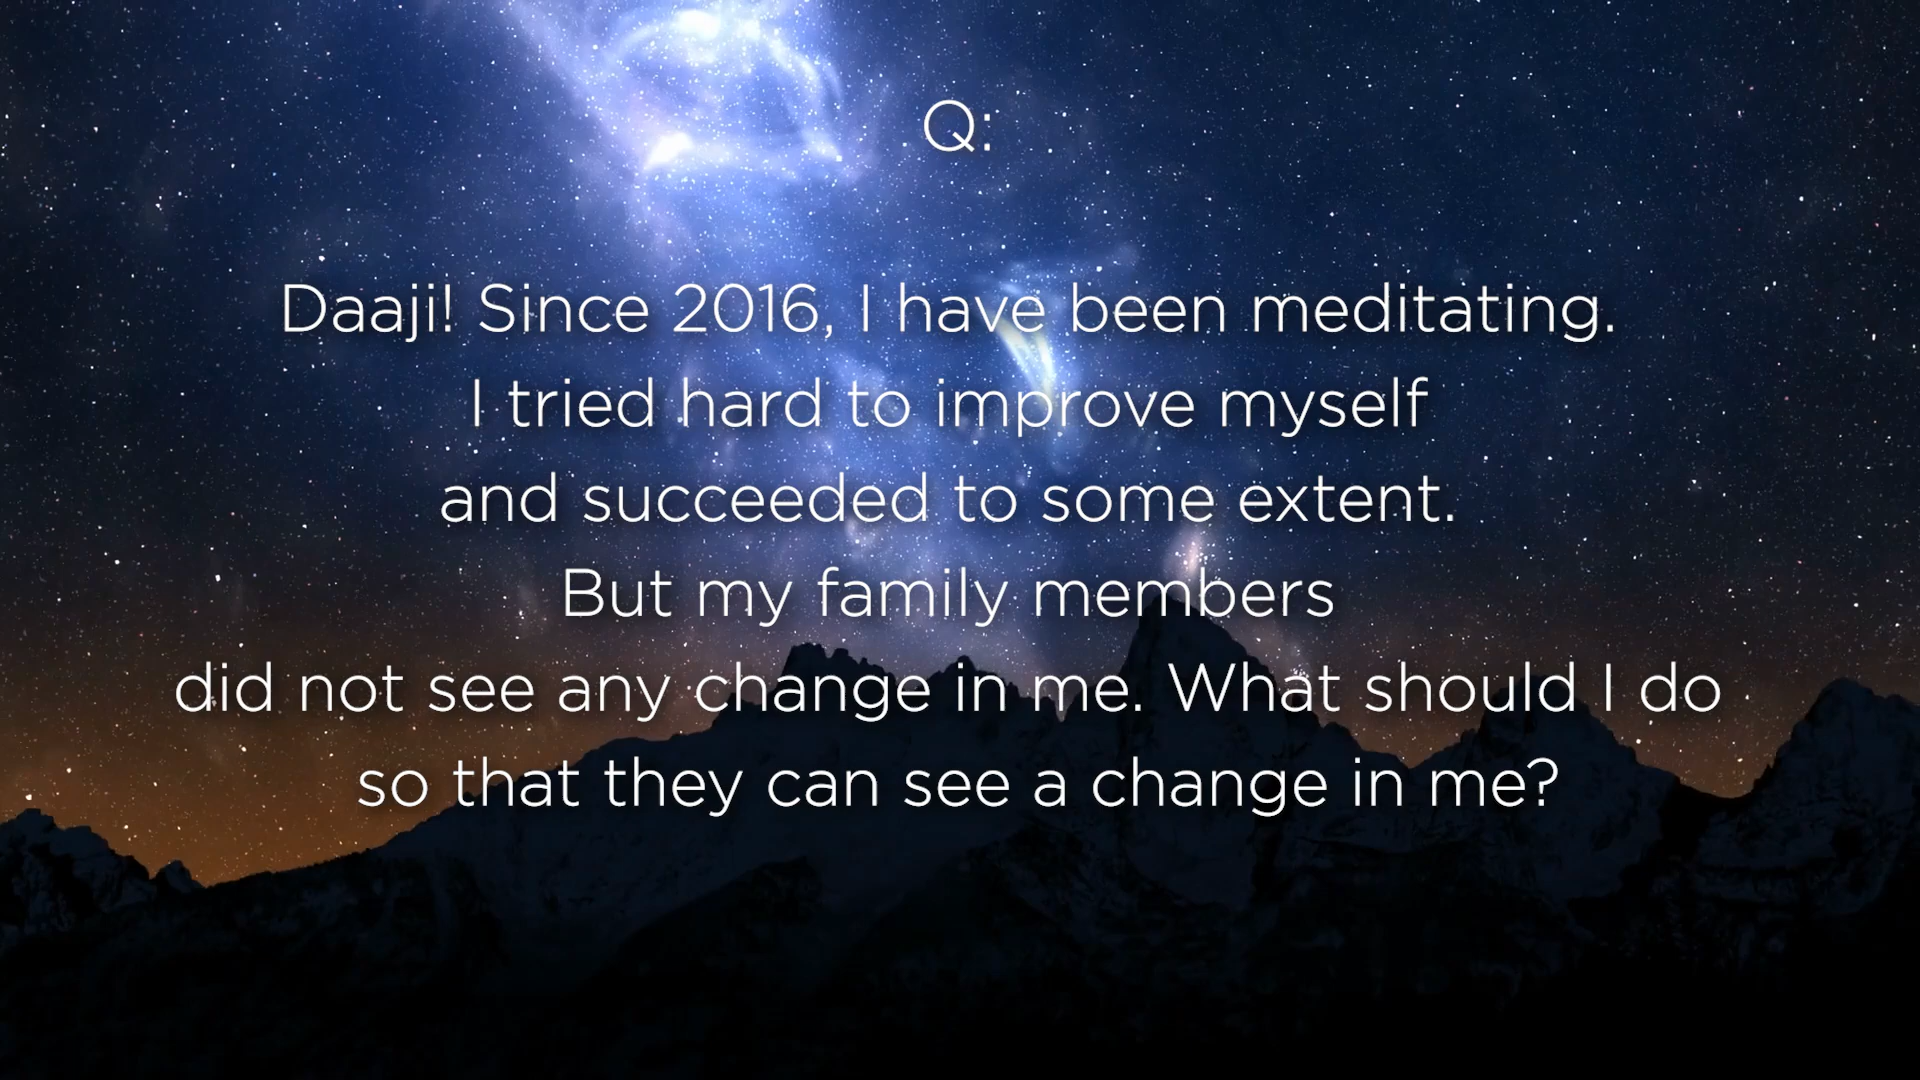 Q:
Daaji! Since 2016, I have been meditating.
I tried hard to improve myself
and succeeded to some extent.
But my family members
did not see any change in me. What should I do
so that they can see a change in me?